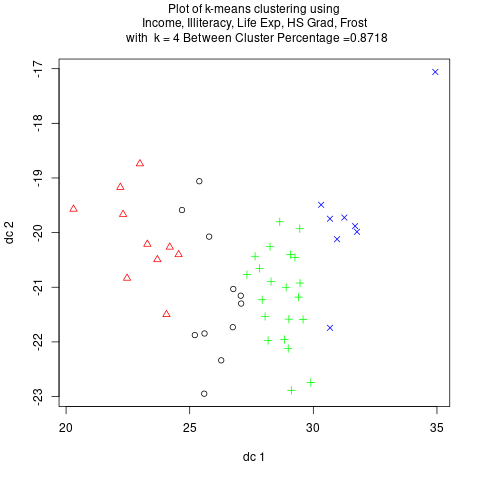 Plot of k-means clustering using
Income, Illiteracy, Life Exp, HS Grad, Frost
with k = 4 Between Cluster Percentage =0.8718
-17
-18
-19
-20
-21
-22
-23
dc 2
20 25 30 35
dc 1